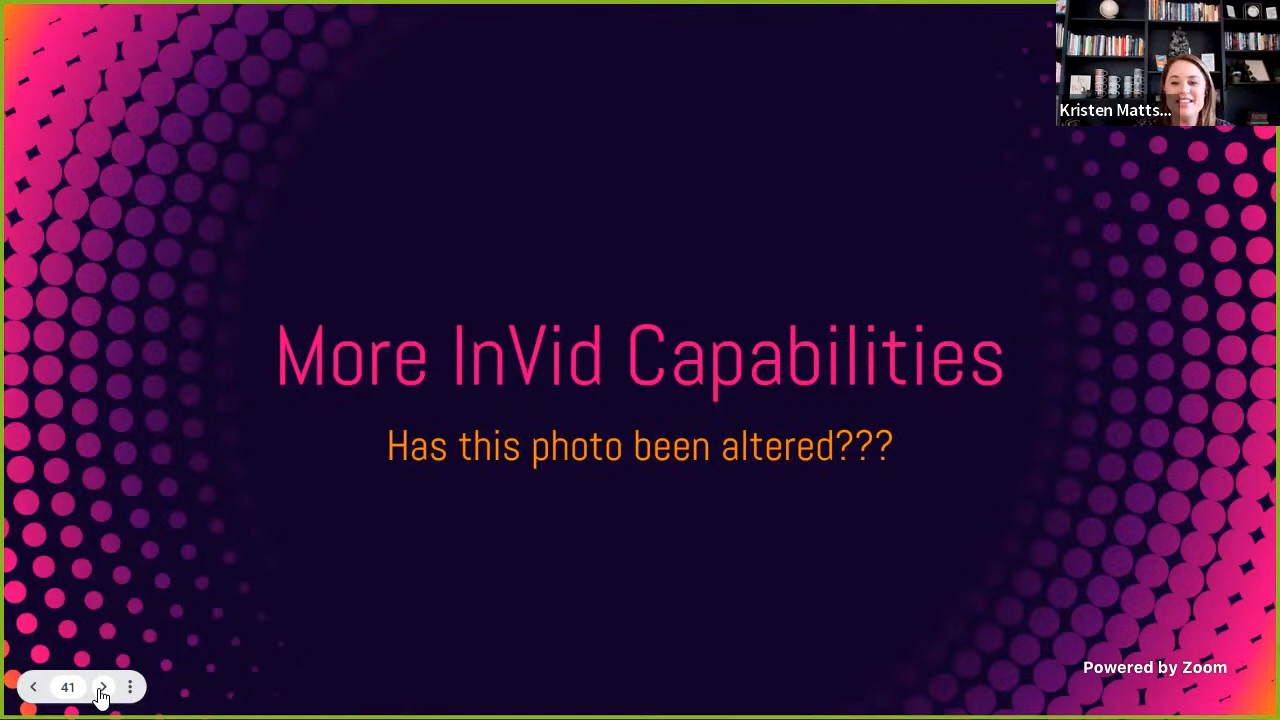 Kristen Matts...
More InVid Capabilities
Has this photo been altered???
Powered by Zoom
41